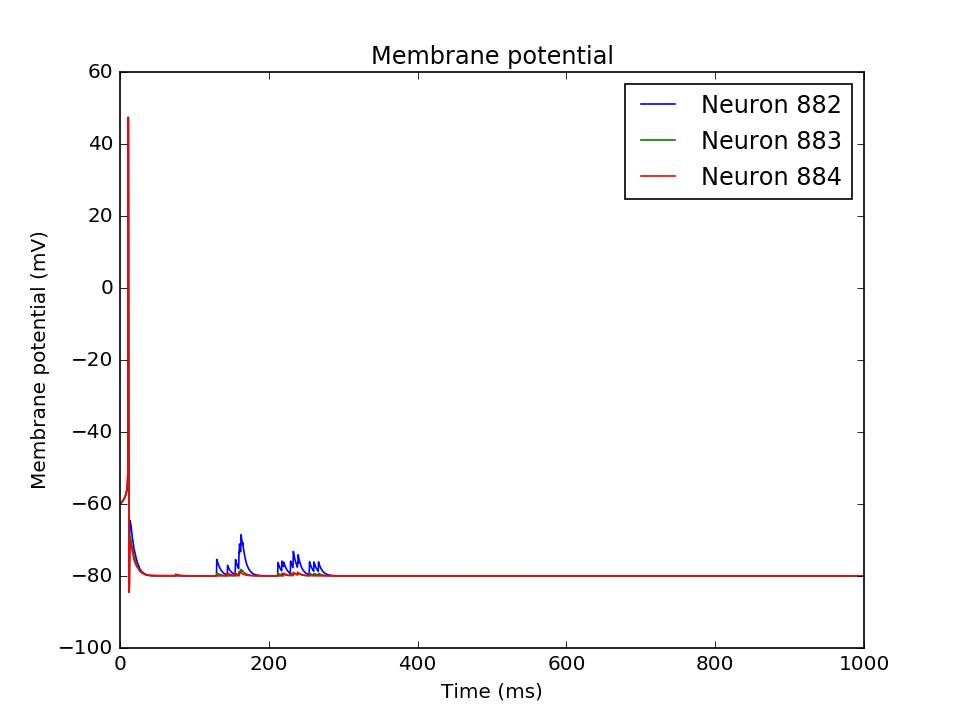 Membrane potential
60
40
20
0
−20
−40
−60
−80
−100
Membrane potential (mV)
Neuron 882
Neuron 883
Neuron 884
0 200 400 600 800 1000
Time (ms)